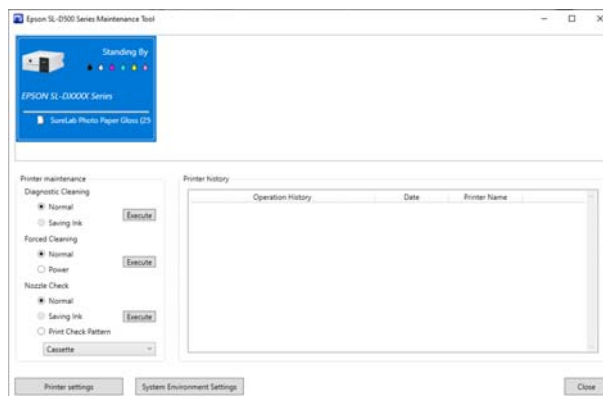 Epson SL-D500 Series Maintenance Tool
Standing By
EPSON SL-DXXXX Series
SureLab Photo Paper Gloss (25
Printer maintenance
Diagnostic Cleaning
Normal
Saving Ink
Execute
Forced Cleaning
Normal
Power
Execute
Nozzle Check
Normal
Saving Ink
Execute
Print Check Pattern
Cassette
Printer history
Operation History Date Printer Name
Printer settings System Environment Settings Close